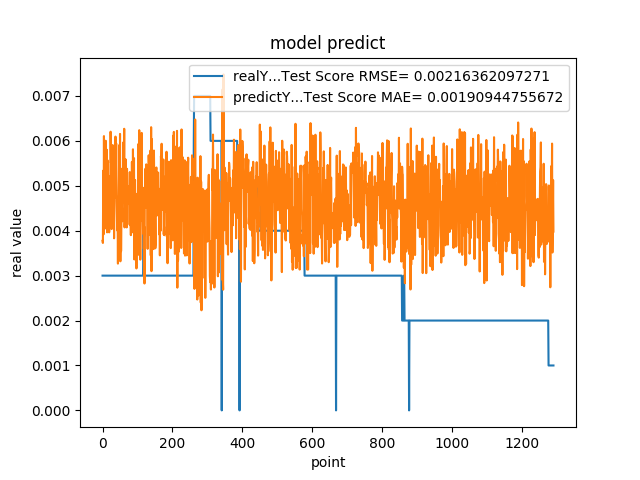 model predict
realY...Test Score RMSE= 0.00216362097271
predictY...Test Score MAE= 0.00190944755672
0.007
0.006
0.005
0.004
0.003
0.002
0.001
0.000
real value
0 200 400 600 800 1000 1200
point